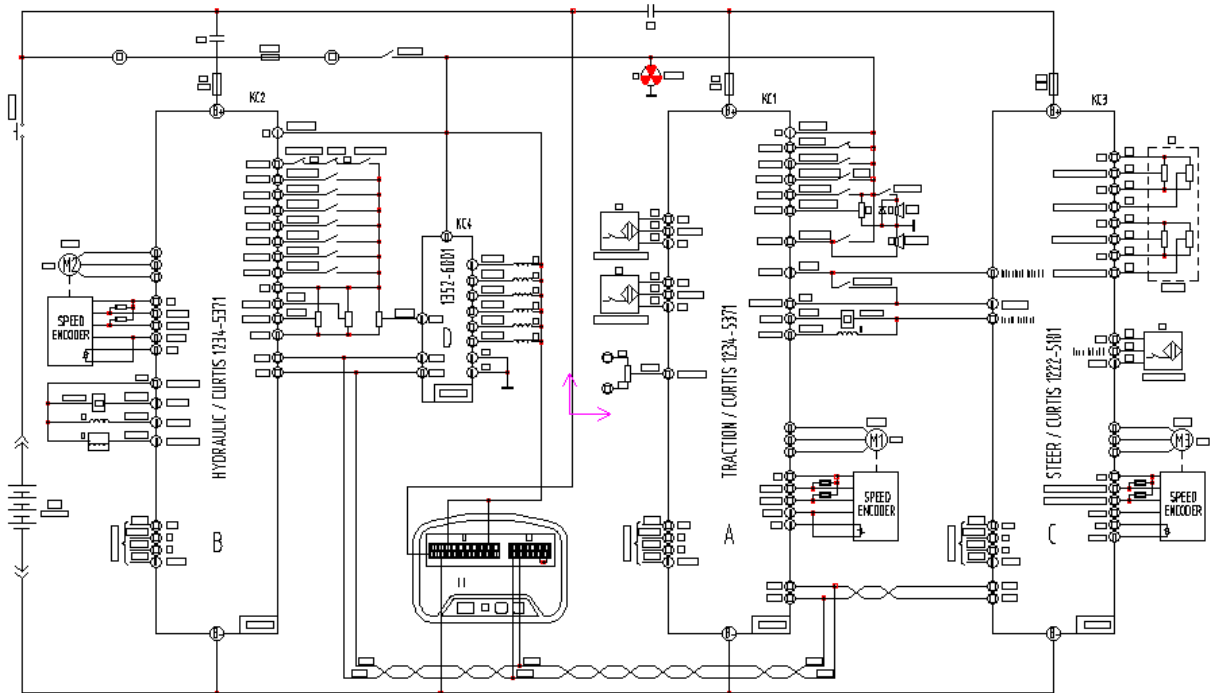 KC2
KC1
KC3
B+
B+
B+
KC4
1352-6801
D
M2
SPEED
ENCODER
HYDRAULIC / CURTIS 1234-5371
B
TRACTION / CURTIS 1234-5371
A
M1
SPEED
ENCODER
STEER / CURTIS 1222-5101
C
M3
SPEED
ENCODER
B-
B-
B-